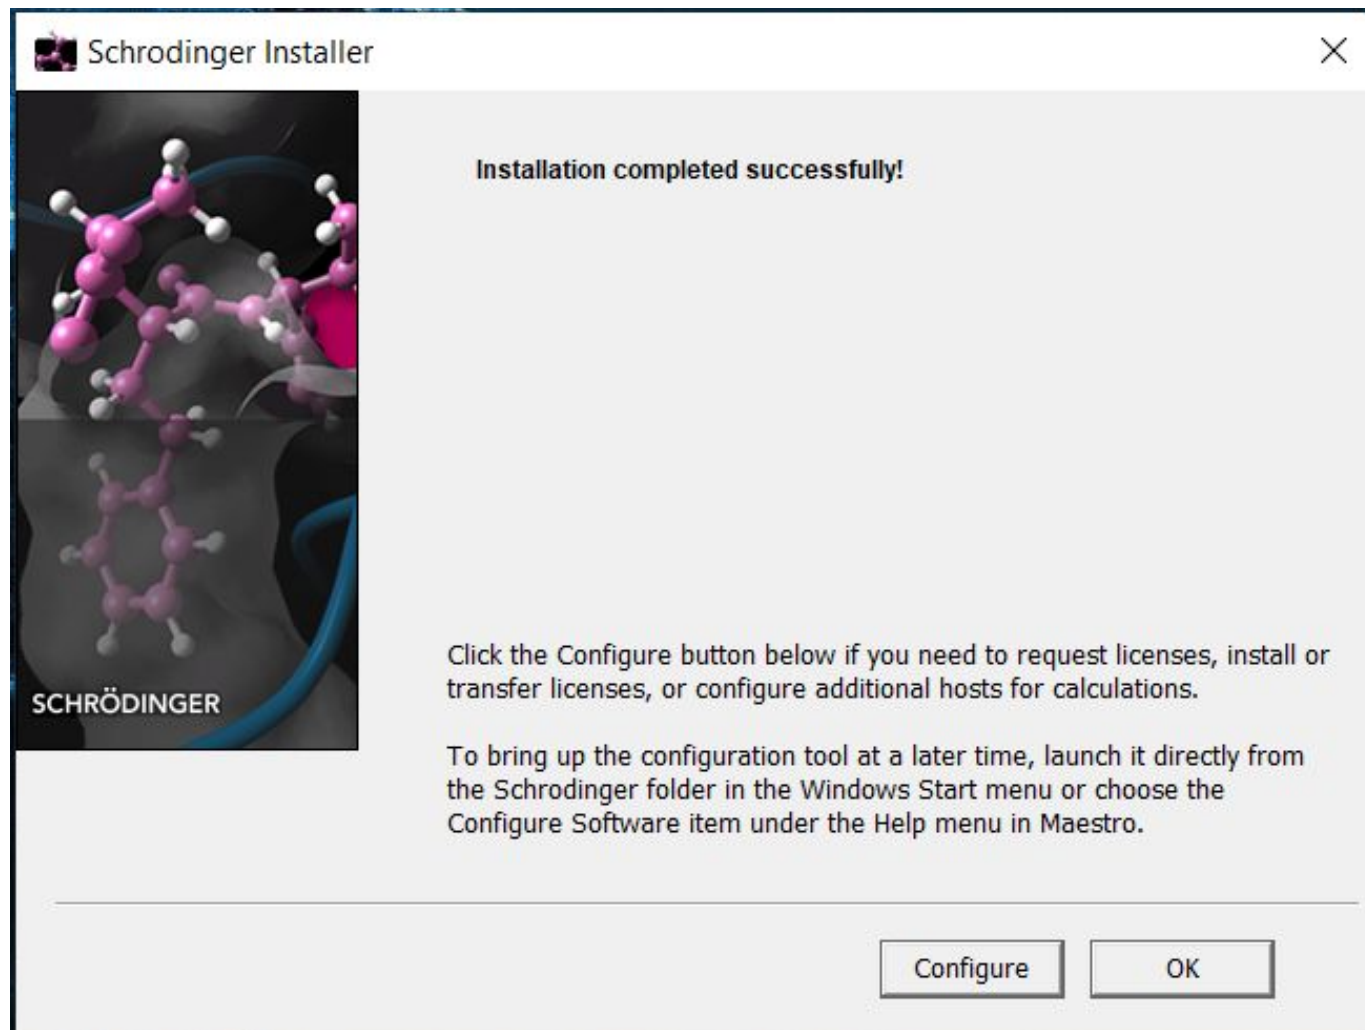 Schrodinger Installer
Installation completed successfully!
Click the Configure button below if you need to request licenses, install or
transfer licenses, or configure additional hosts for calculations.
To bring up the configuration tool at a later time, launch it directly from
the Schrodinger folder in the Windows Start menu or choose the
Configure Software item under the Help menu in Maestro.
SCHRÖDINGER
Configure
OK